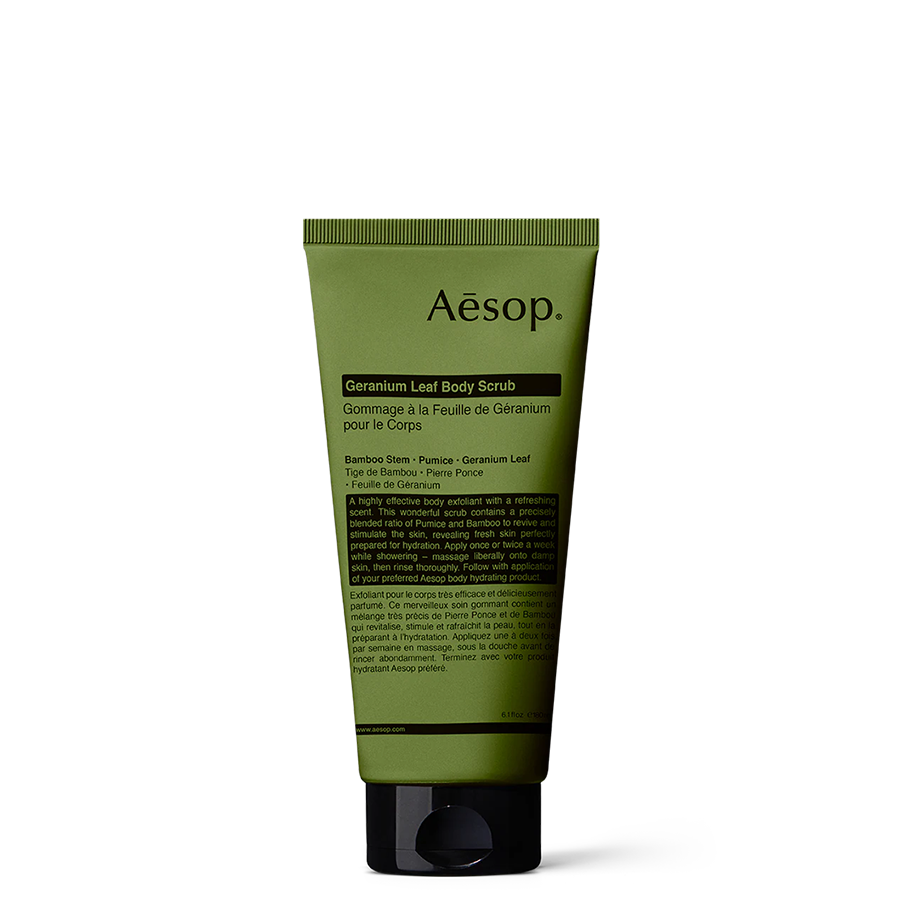 Aēsop®
Geranium Leaf Body Scrub
Gommage à la Feuille de Géranium
pour le Corps
Bamboo Stem • Pumice • Geranium Leaf
Tige de Bambou • Pierre Ponce
• Feuille de Géranium
A highly effective body exfoliant with a refreshing
scent. This wonderful scrub contains a precisely
blended ratio of Pumice and Bamboo to revive and
stimulate the skin, revealing fresh skin perfectly
prepared for hydration. Apply once or twice a week
while showering – massage liberally onto damp
skin, then rinse thoroughly. Follow with application
of your preferred Aesop body hydrating product.
Exfoliant pour le corps très efficace et délicieusement
parfumé. Ce merveilleux soin gommant contient un
mélange très précis de Pierre Ponce et de Bambou
qui revitalise, stimule et rafraîchit la peau, tout en la
préparant à l'hydratation. Appliquez une à deux fois
par semaine en massage, sous la douche avant de
rincer abondamment. Terminez avec votre produit
hydratant Aesop préféré.
6.1 fl oz
www.aesop.com